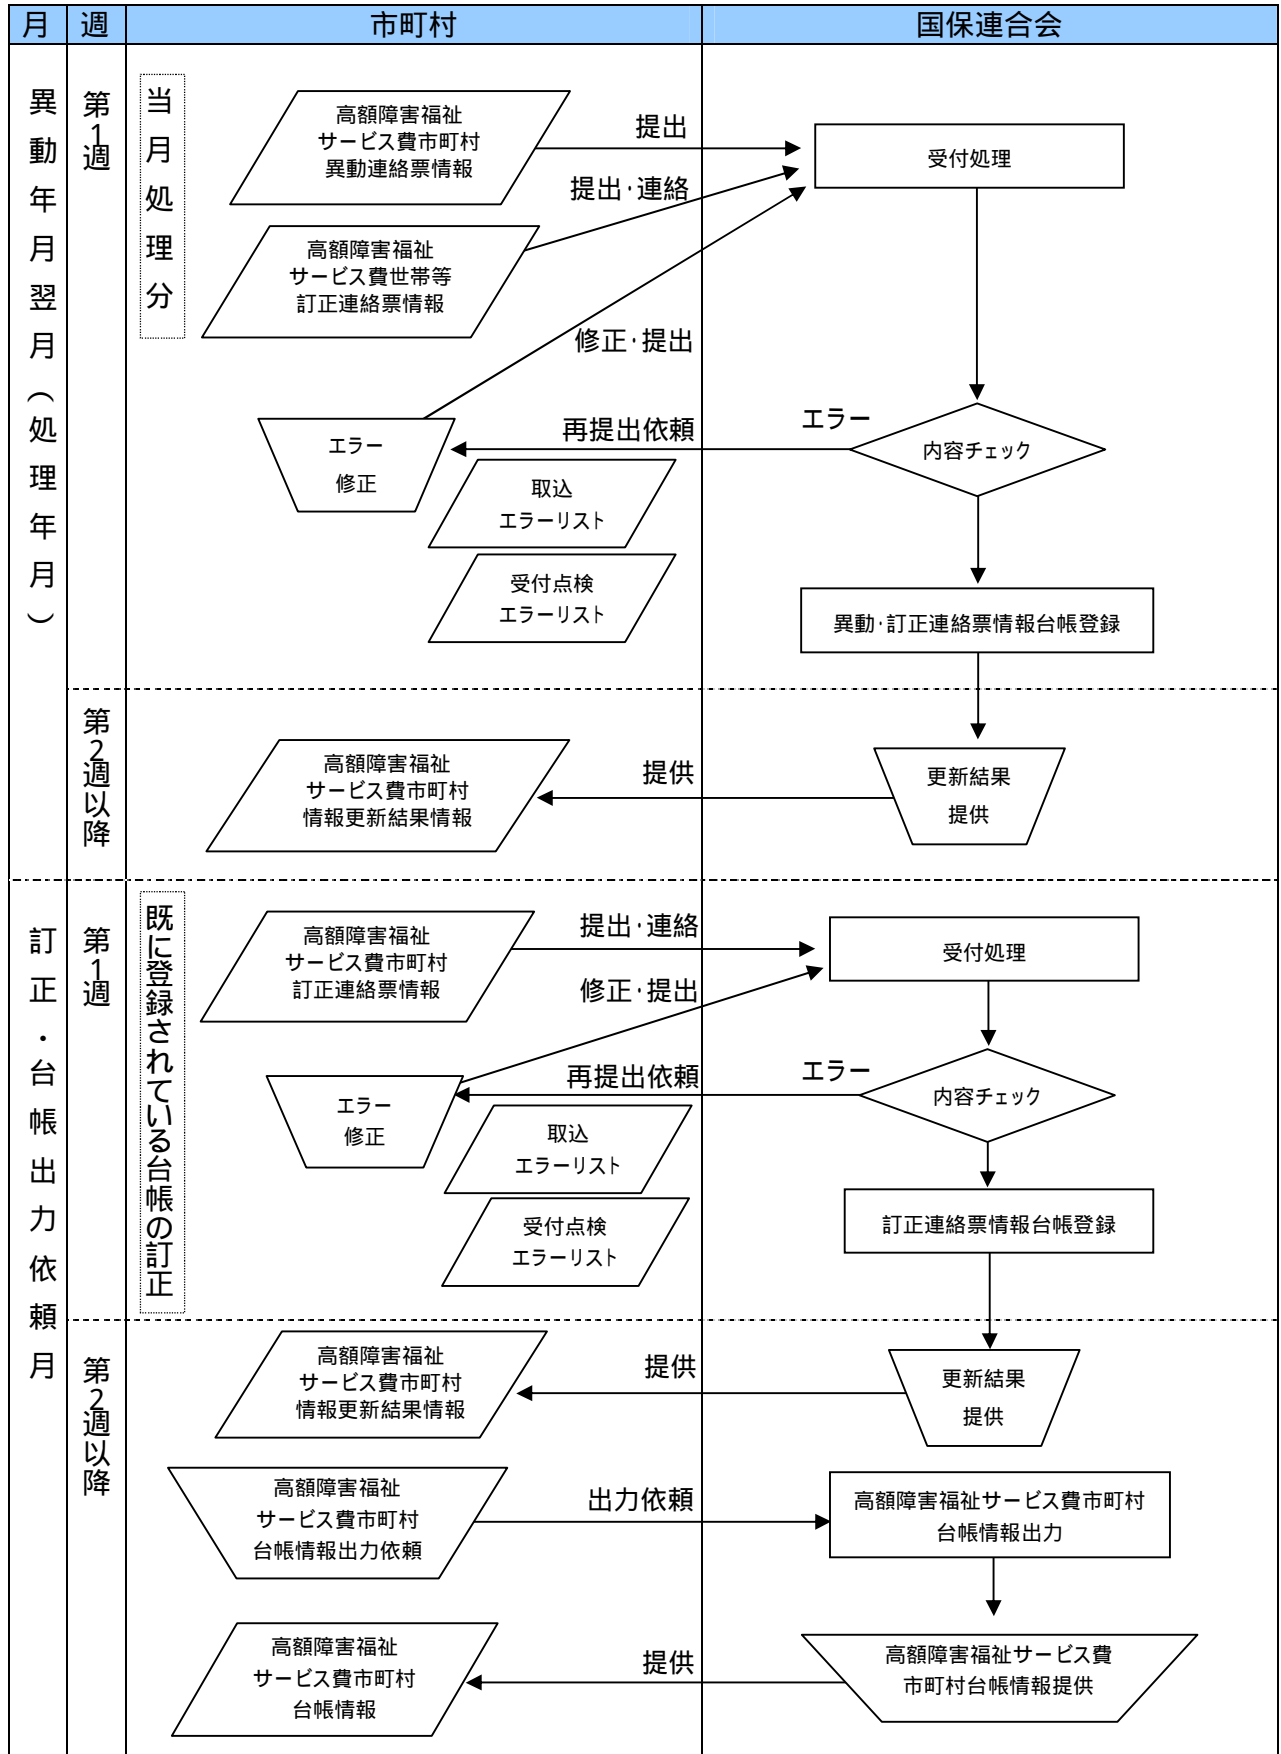 月
週
市町村
国保連合会
異動年月翌月（処理年月）
第1週
当月処理分
高額障害福祉
サービス費市町村
異動連絡票情報
提出
受付処理
提出・連絡
高額障害福祉
サービス費世帯等
訂正連絡票情報
修正・提出
エラー
修正
再提出依頼
エラー
内容チェック
取込
エラーリスト
受付点検
エラーリスト
異動・訂正連絡票情報台帳登録
第2週以降
高額障害福祉
サービス費市町村
情報更新結果情報
提供
更新結果
提供
訂正・台帳出力依頼月
第1週
既に登録されている台帳の訂正
高額障害福祉
サービス費市町村
訂正連絡票情報
提出・連絡
受付処理
修正・提出
エラー
修正
再提出依頼
エラー
内容チェック
取込
エラーリスト
受付点検
エラーリスト
訂正連絡票情報台帳登録
第2週以降
高額障害福祉
サービス費市町村
情報更新結果情報
提供
更新結果
提供
高額障害福祉
サービス費市町村
台帳情報出力依頼
出力依頼
高額障害福祉サービス費市町村
台帳情報出力
高額障害福祉
サービス費市町村
台帳情報
提供
高額障害福祉サービス費
市町村台帳情報提供